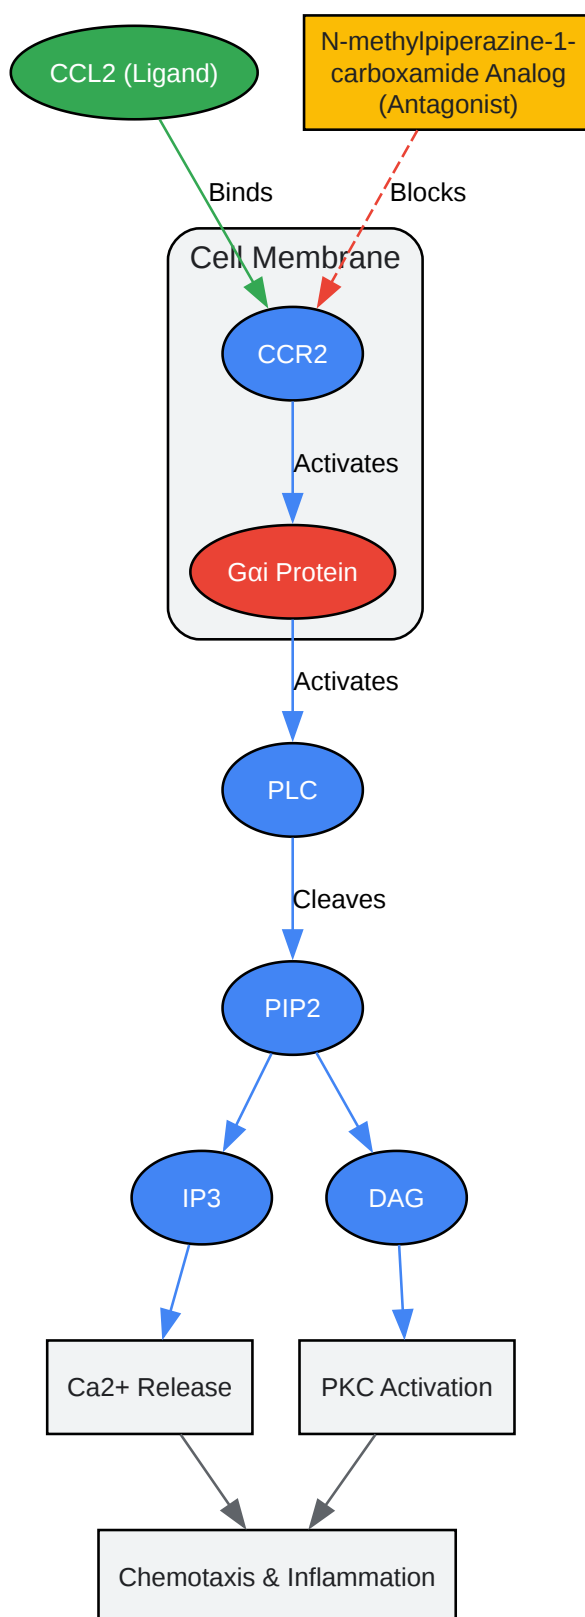 CCL2 (Ligand)
N-methylpiperazine-1-
carboxamide Analog
(Antagonist)
Binds
Blocks
Cell Membrane
CCR2
Activates
Gαi Protein
Activates
PLC
Cleaves
PIP2
IP3
DAG
Ca2+ Release
PKC Activation
Chemotaxis & Inflammation